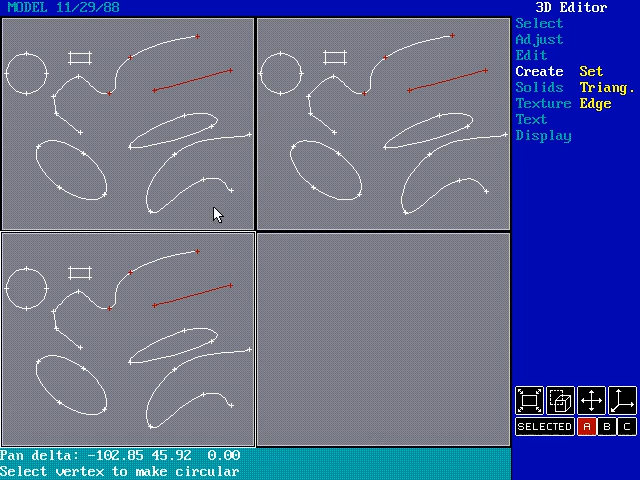 MODEL 11/29/88
3D Editor
Select
Adjust
Edit
Create Set
Solids Triang.
Texture Edge
Text
Display
SELECTED A B C
Pan delta: -102.85 45.92 0.00
Select vertex to make circular